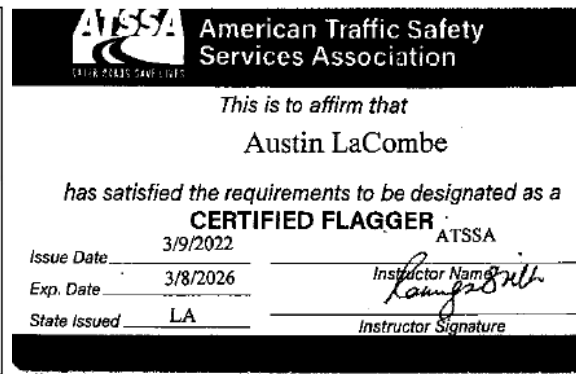 ATSSA
SAFER ROADS SAVE LIVES
American Traffic Safety
Services Association
This is to affirm that
Austin LaCombe
has satisfied the requirements to be designated as a
CERTIFIED FLAGGER
Issue Date 3/9/2022
ATSSA
Instructor Name
Exp. Date 3/8/2026
State Issued LA
Instructor Signature